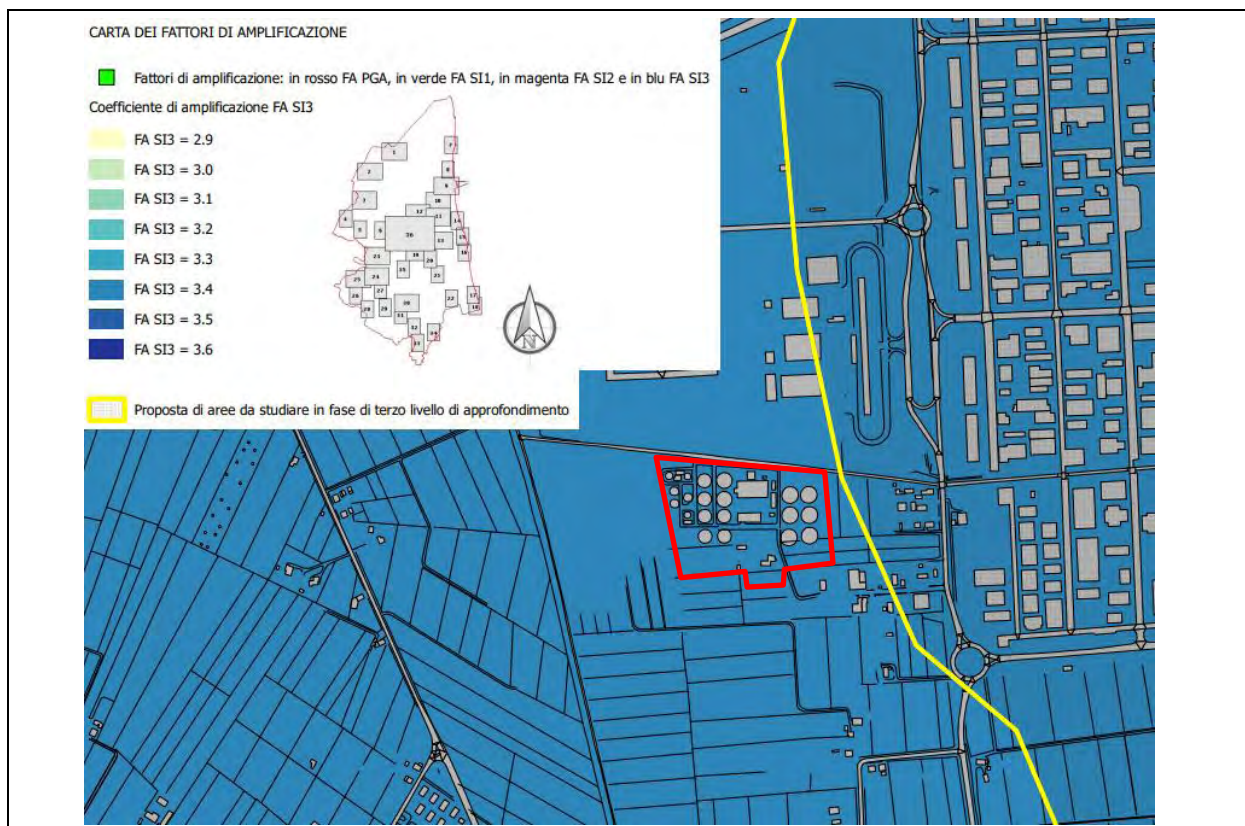 CARTA DEI FATTORI DI AMPLIFICAZIONE
Fattori di amplificazione: in rosso FA PGA, in verde FA SI1, in magenta FA SI2 e in blu FA SI3
Coefficiente di amplificazione FA SI3
FA SI3 = 2.9
FA SI3 = 3.0
FA SI3 = 3.1
FA SI3 = 3.2
FA SI3 = 3.3
FA SI3 = 3.4
FA SI3 = 3.5
FA SI3 = 3.6
N
Proposta di aree da studiare in fase di terzo livello di approfondimento